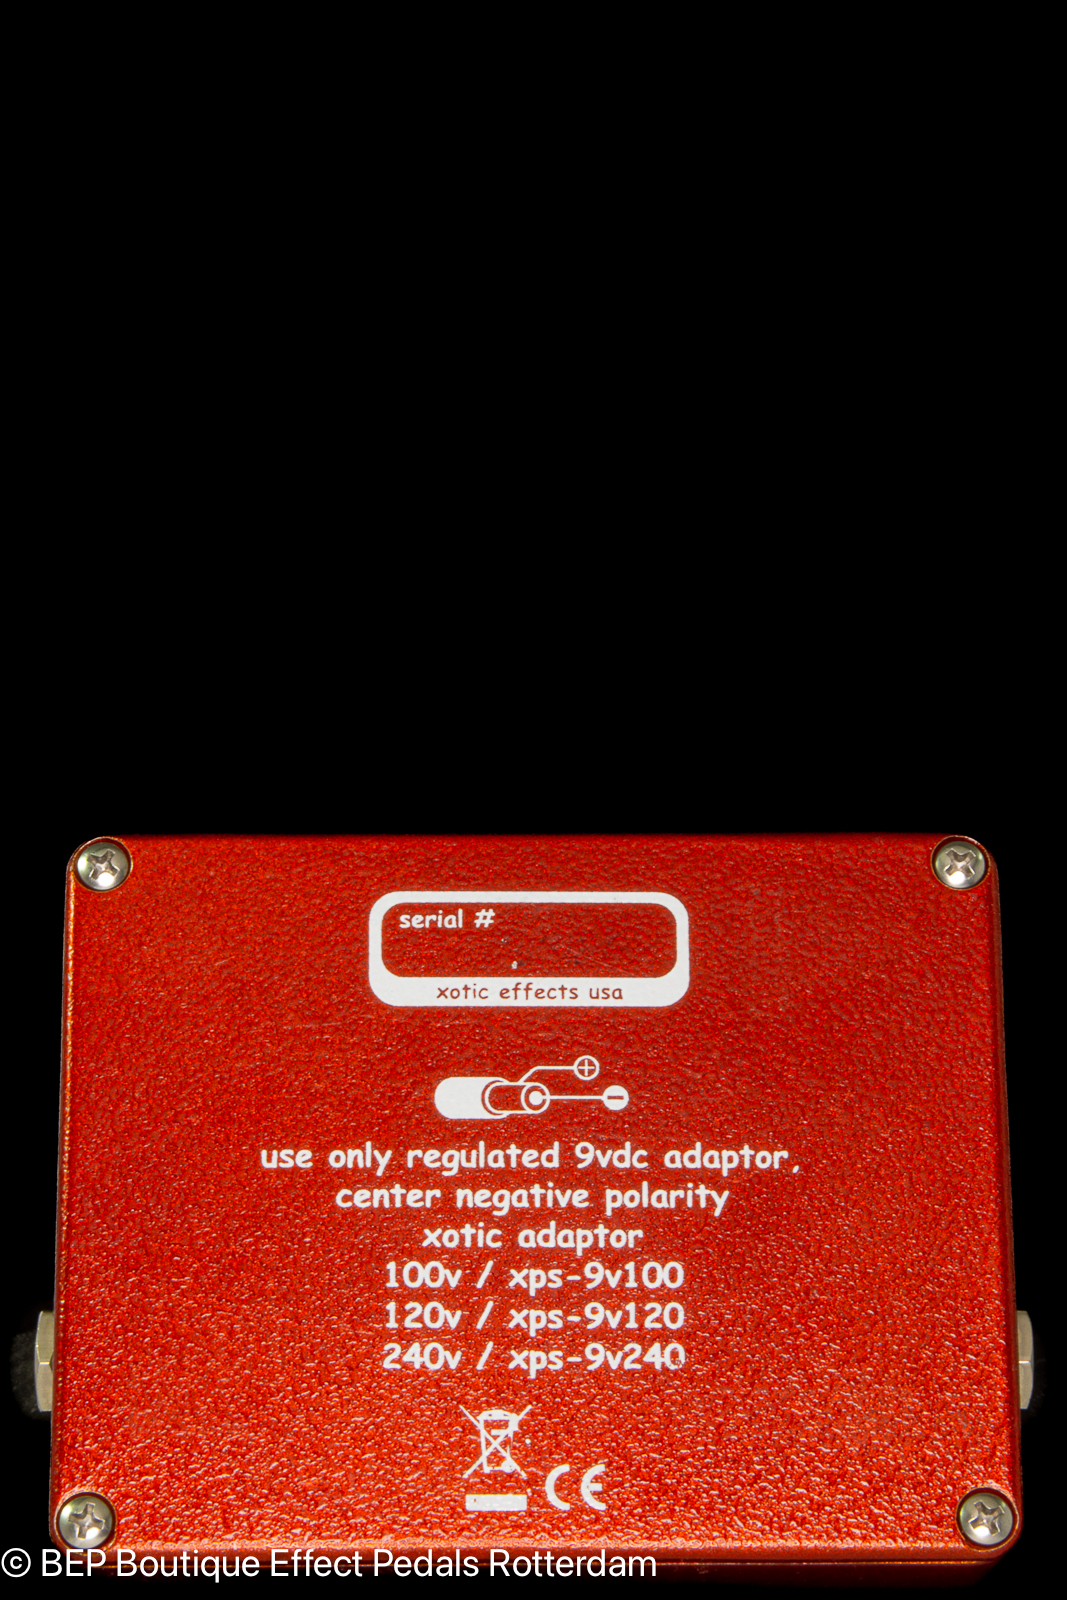 serial #
xotic effects usa
+
-
use only regulated 9vdc adaptor,
center negative polarity
xotic adaptor
100v / xps-9v100
120v / xps-9v120
240v / xps-9v240
CE
© BEP Boutique Effect Pedals Rotterdam